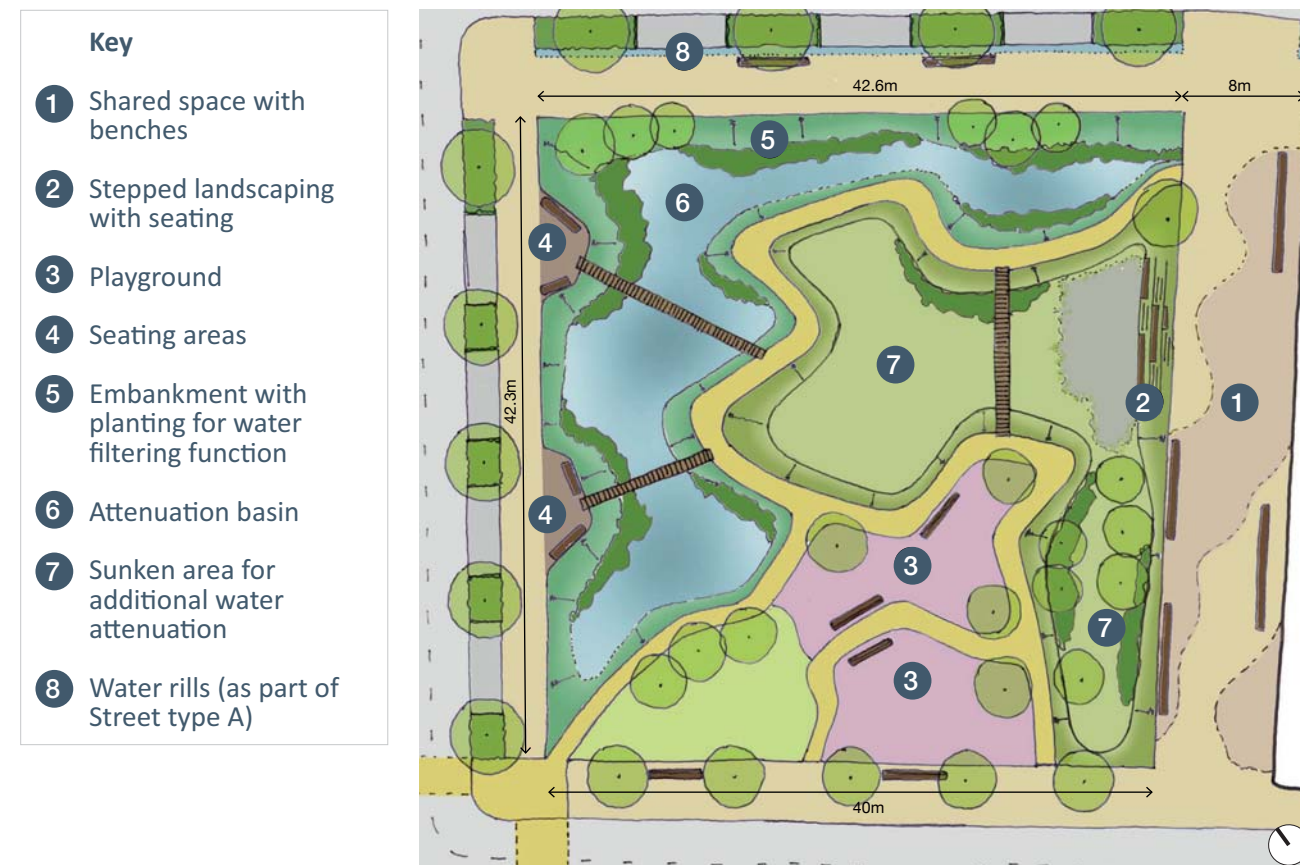 Key
1 Shared space with
benches
2 Stepped landscaping
with seating
3 Playground
4 Seating areas
5 Embankment with
planting for water
filtering function
6 Attenuation basin
7 Sunken area for
additional water
attenuation
8 Water rills (as part of
Street type A)
8
42.6m
8m
5
6
4
42.3m
7
2
1
4
3
7
3
40m